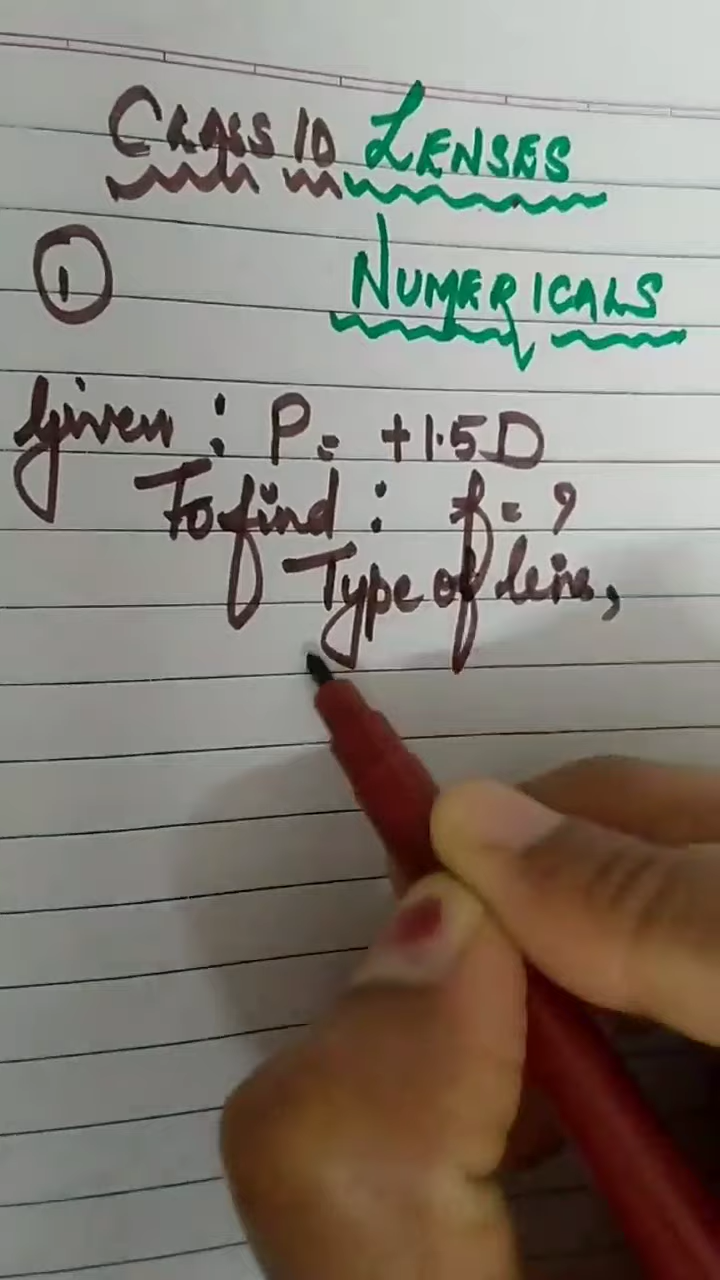 CLASS 10 LENSES
① NUMERICALS
Given : P = +1.5D
To find : f = ?
Type of lens,